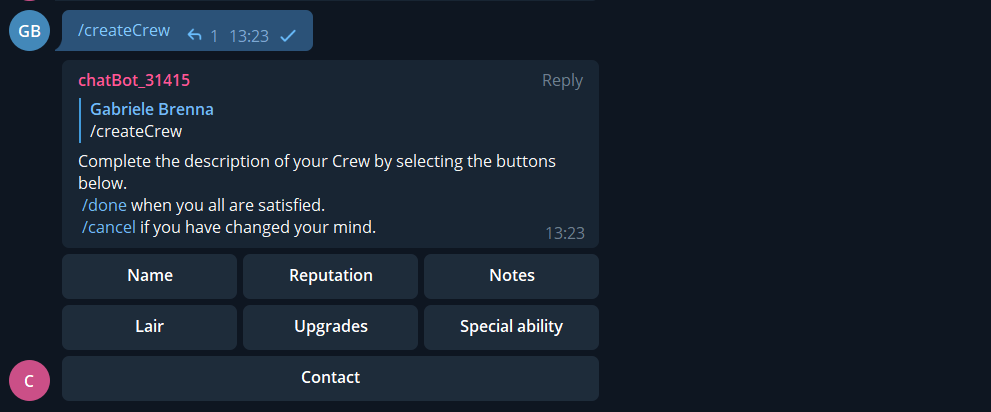 GB
/createCrew 1 13:23
chatBot_31415 Reply
Gabriele Brenna
/createCrew
Complete the description of your Crew by selecting the buttons
below.
/done when you all are satisfied.
/cancel if you have changed your mind.
13:23
Name Reputation Notes
Lair Upgrades Special ability
C
Contact